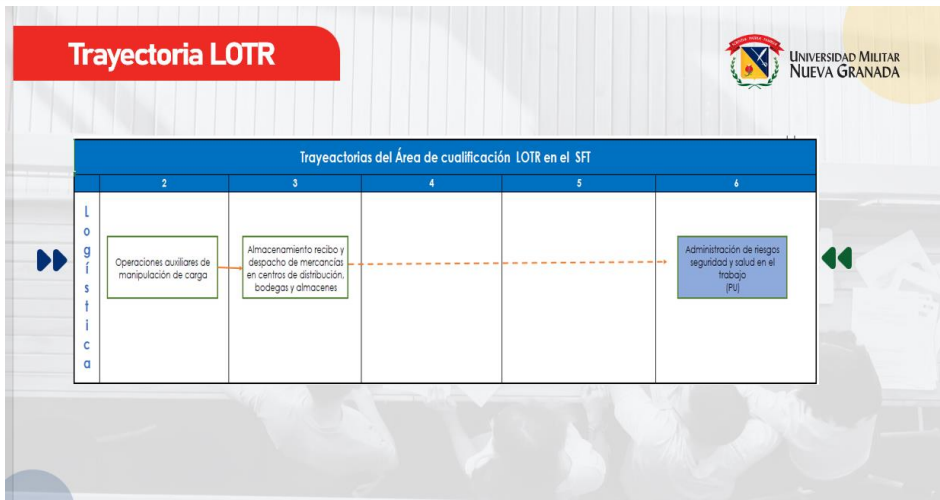 Trayectoria LOTR
UNIVERSIDAD MILITAR
NUEVA GRANADA
Trayeactorias del Área de cualificación LOTR en el SFT
2 3 4 5 6
Logística
Operaciones auxiliares de
manipulación de carga
Almacenamiento recibo y
despacho de mercancías
en centros de distribución,
bodegas y almacenes
Administración de riesgos
seguridad y salud en el
trabajo
(PU)